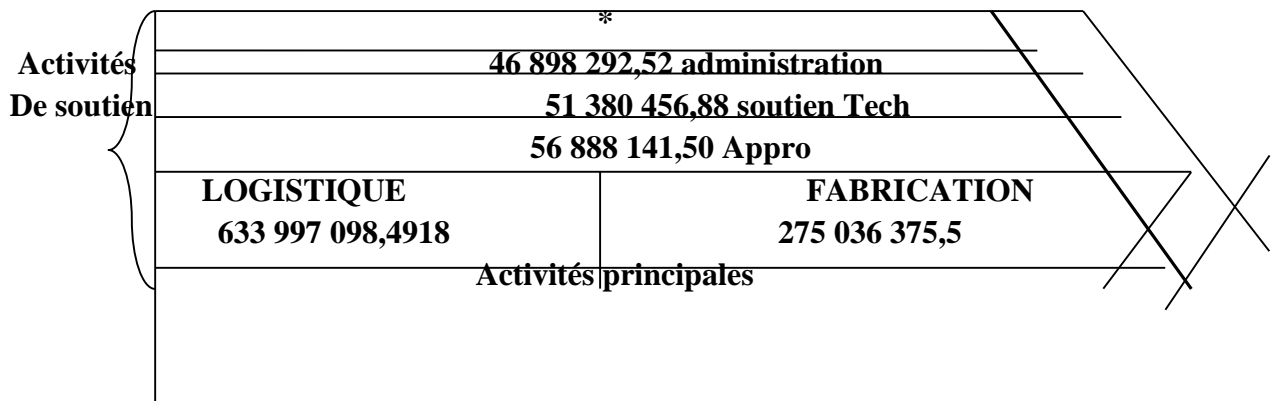 *
Activités 46 898 292,52 administration
De soutien 51 380 456,88 soutien Tech
56 888 141,50 Appro
LOGISTIQUE FABRICATION
633 997 098,4918 275 036 375,5
Activités principales